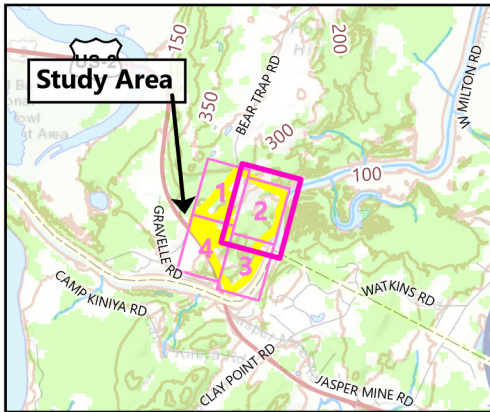 150
200
US-2
Study Area
BEAR TRAP RD
W MILTON RD
350
300
100
1
2
GRAVELLE RD
4
3
CAMP KINIYA RD
WATKINS RD
CLAY POINT RD
JASPER MINE RD